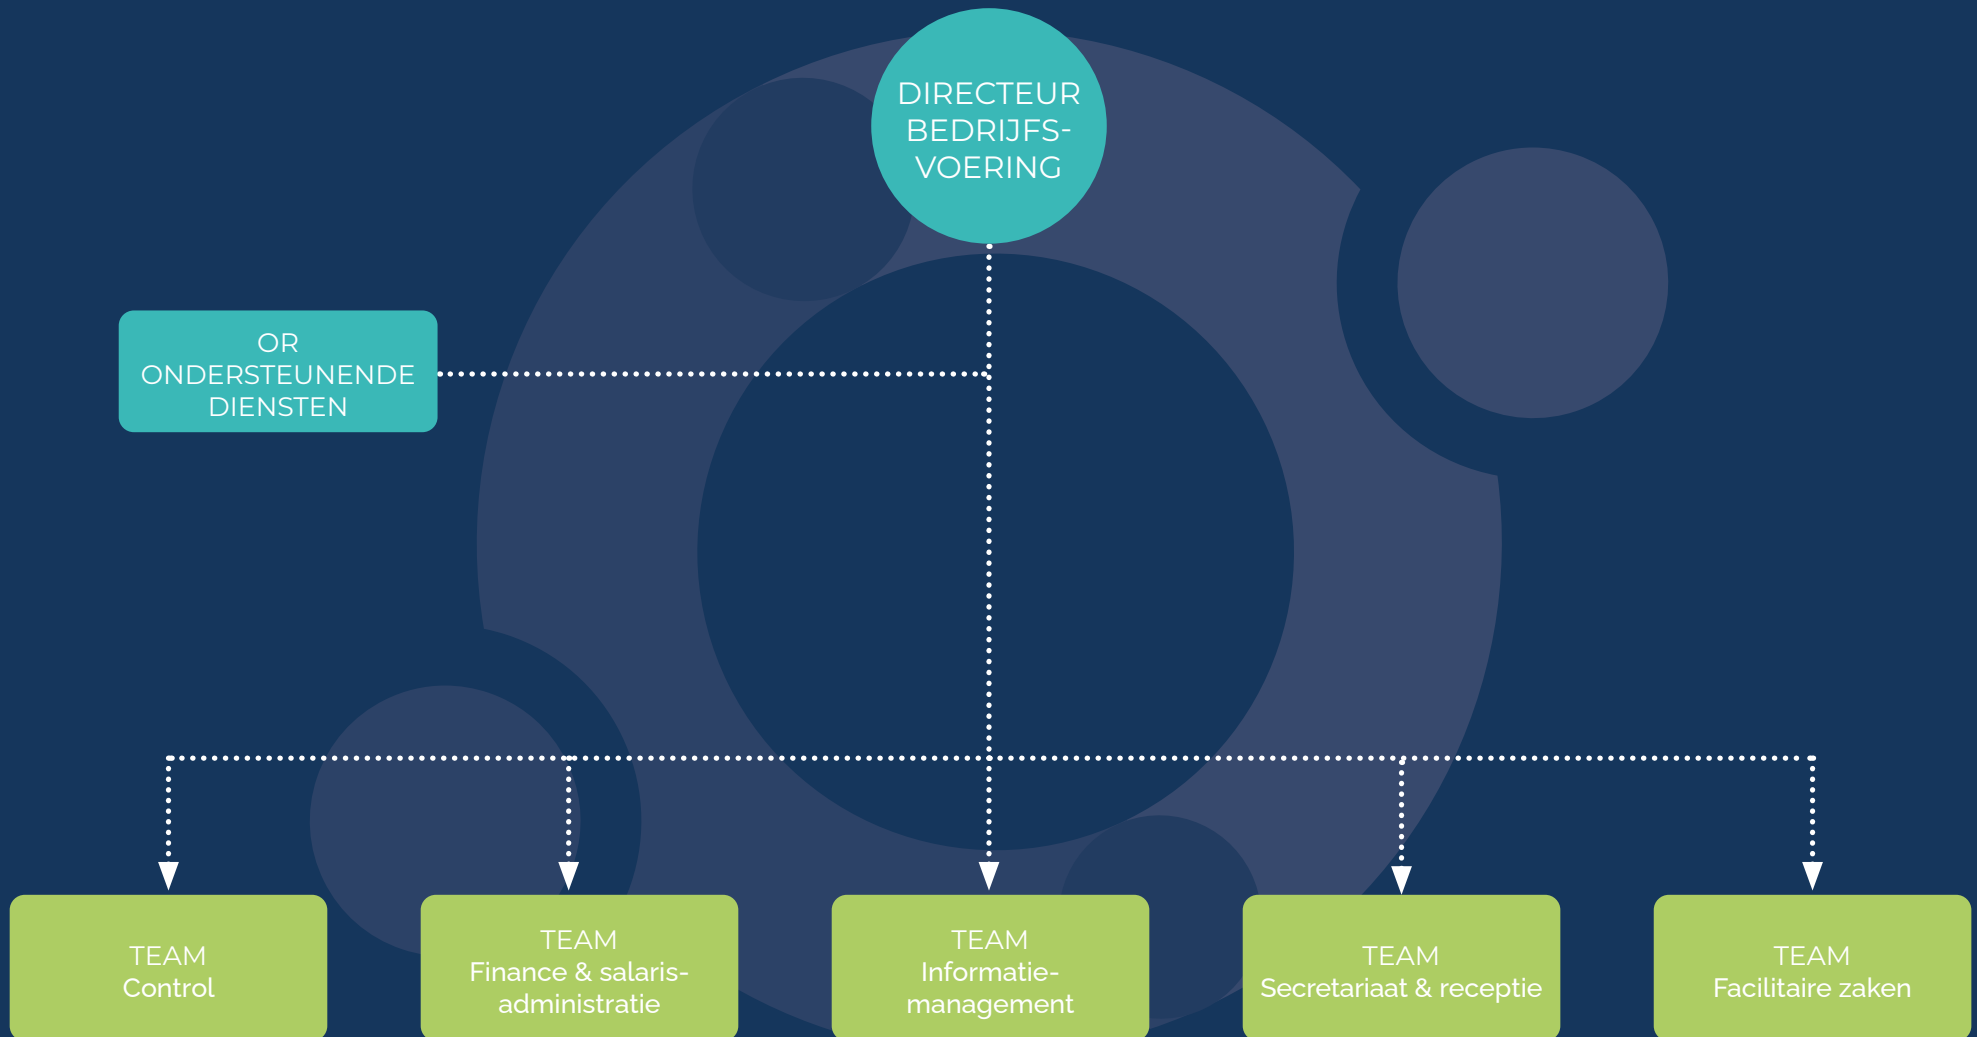 DIRECTEUR
BEDRIJFS-
VOERING
OR
ONDERSTEUNENDE
DIENSTEN
TEAM
Control
TEAM
Finance & salaris-
administratie
TEAM
Informatie-
management
TEAM
Secretariaat & receptie
TEAM
Facilitaire zaken